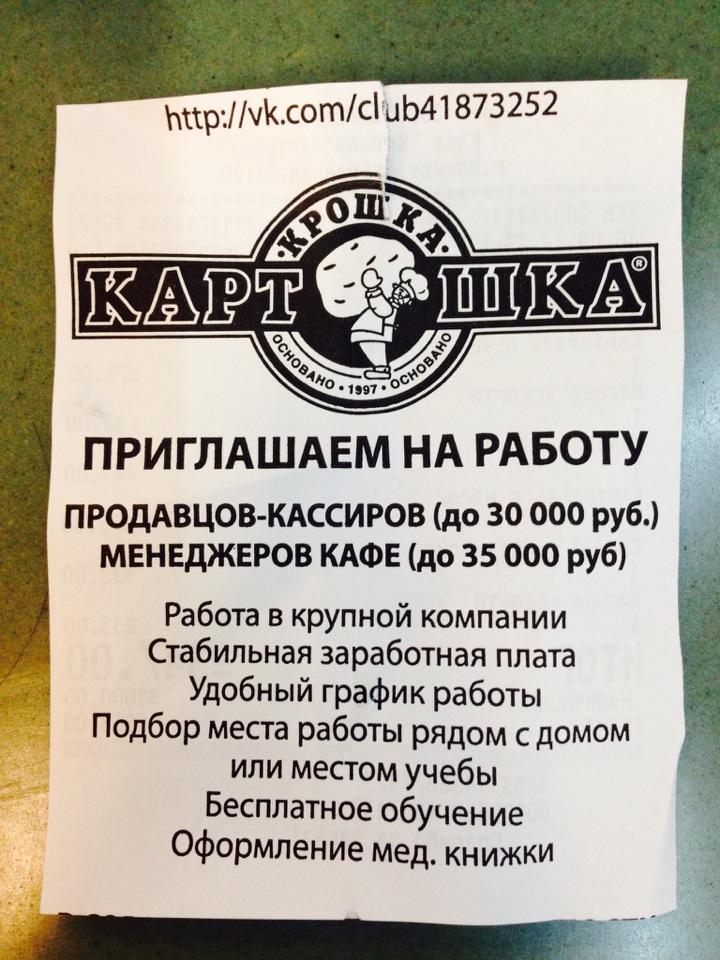 http://vk.com/club41873252
КРОШКА
КАРТОШКА®
ОСНОВАНО • 1997 • ОСНОВАНО
ПРИГЛАШАЕМ НА РАБОТУ
ПРОДАВЦОВ-КАССИРОВ (до 30 000 руб.)
МЕНЕДЖЕРОВ КАФЕ (до 35 000 руб)
Работа в крупной компании
Стабильная заработная плата
Удобный график работы
Подбор места работы рядом с домом
или местом учебы
Бесплатное обучение
Оформление мед. книжки